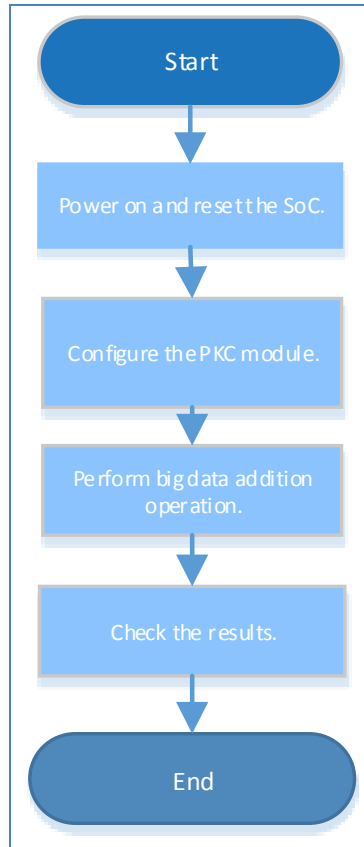 Start
Power on and reset the SoC.
Configure the PKC module.
Perform big data addition
operation.
Check the results.
End